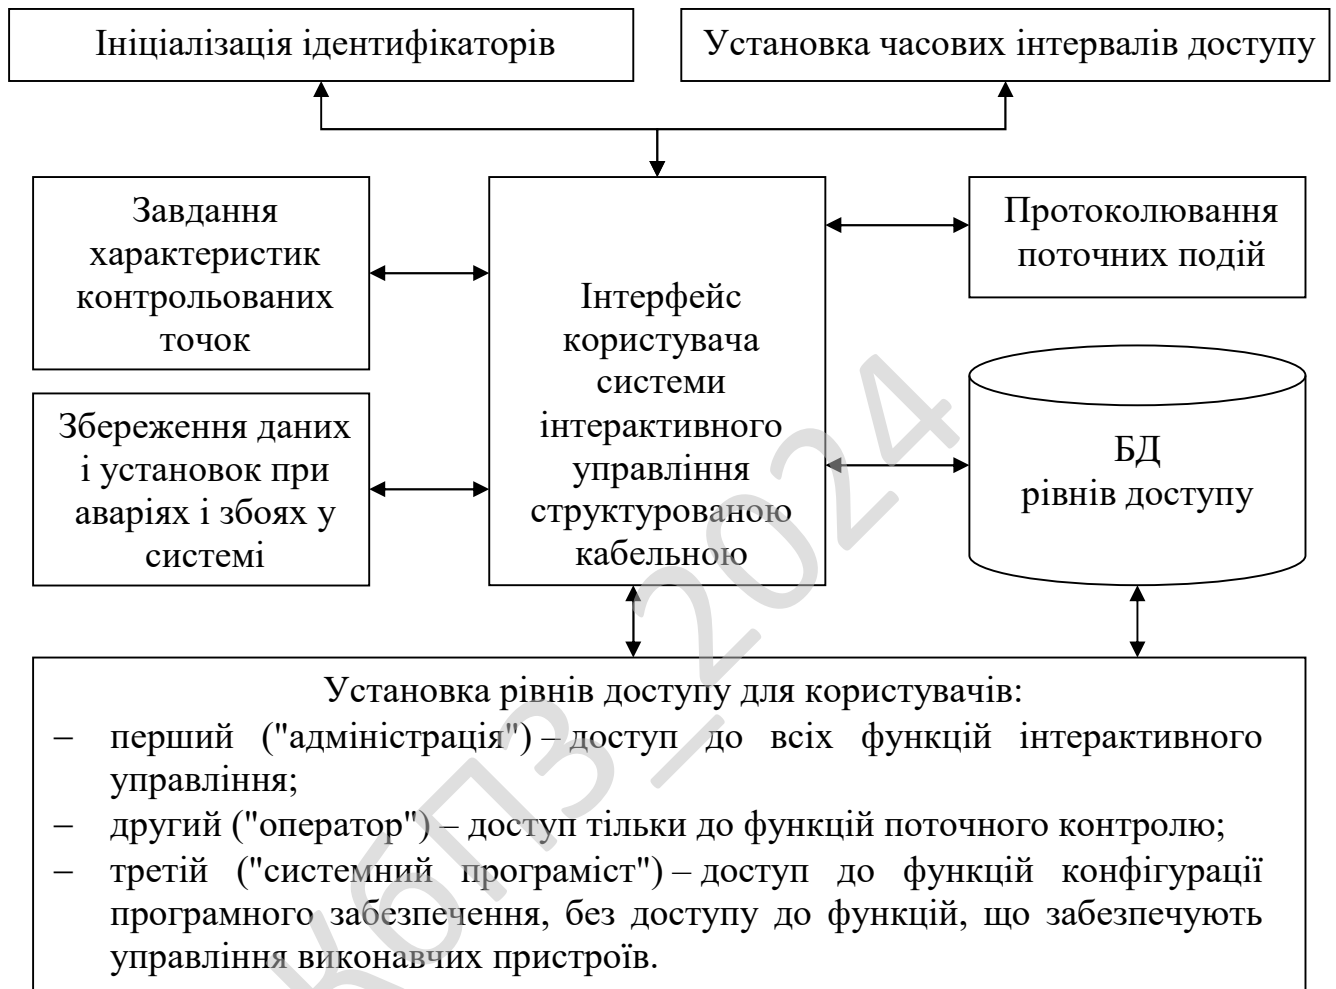 Ініціалізація ідентифікаторів
Установка часових інтервалів доступу
Завдання
характеристик
контрольованих
точок
Збереження даних
і установок при
аваріях і збоях у
системі
Інтерфейс
користувача
системи
інтерактивного
управління
структурованою
кабельною
Протоколювання
поточних подій
БД
рівнів доступу
Установка рівнів доступу для користувачів:
– перший ("адміністрація") – доступ до всіх функцій інтерактивного
управління;
– другий ("оператор") – доступ тільки до функцій поточного контролю;
– третій ("системний програміст") – доступ до функцій конфігурації
програмного забезпечення, без доступу до функцій, що забезпечують
управління виконавчих пристроїв.
КбПЗ_2024